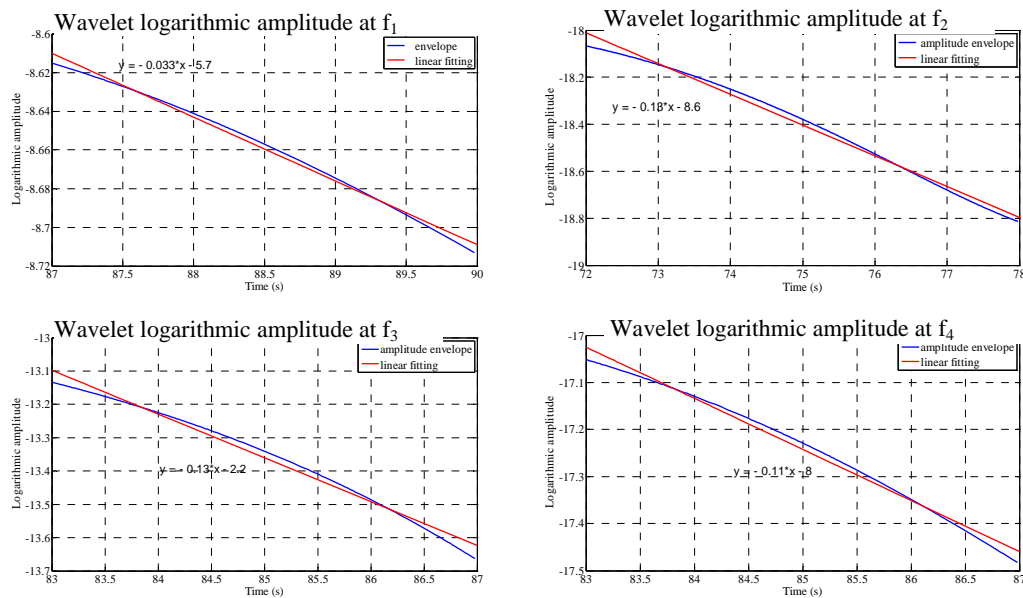 Wavelet logarithmic amplitude at f1
-8.6
-8.62
-8.64
-8.66
-8.68
-8.7
-8.72
Logarithmic amplitude
envelope
linear fitting
y = - 0.033*x - 5.7
87
87.5
88
88.5
89
89.5
90
Time (s)
Wavelet logarithmic amplitude at f2
-18
-18.2
-18.4
-18.6
-18.8
-19
Logarithmic amplitude
amplitude envelope
linear fitting
y = - 0.13*x - 8.6
72
73
74
75
76
77
78
Time (s)
Wavelet logarithmic amplitude at f3
-13
-13.1
-13.2
-13.3
-13.4
-13.5
-13.6
-13.7
Logarithmic amplitude
amplitude envelope
linear fitting
y = - 0.13*x - 2.2
83
83.5
84
84.5
85
85.5
86
86.5
87
Time (s)
Wavelet logarithmic amplitude at f4
-17
-17.1
-17.2
-17.3
-17.4
-17.5
Logarithmic amplitude
amplitude envelope
linear fitting
y = - 0.11*x - 8
83
83.5
84
84.5
85
85.5
86
86.5
87
Time (s)